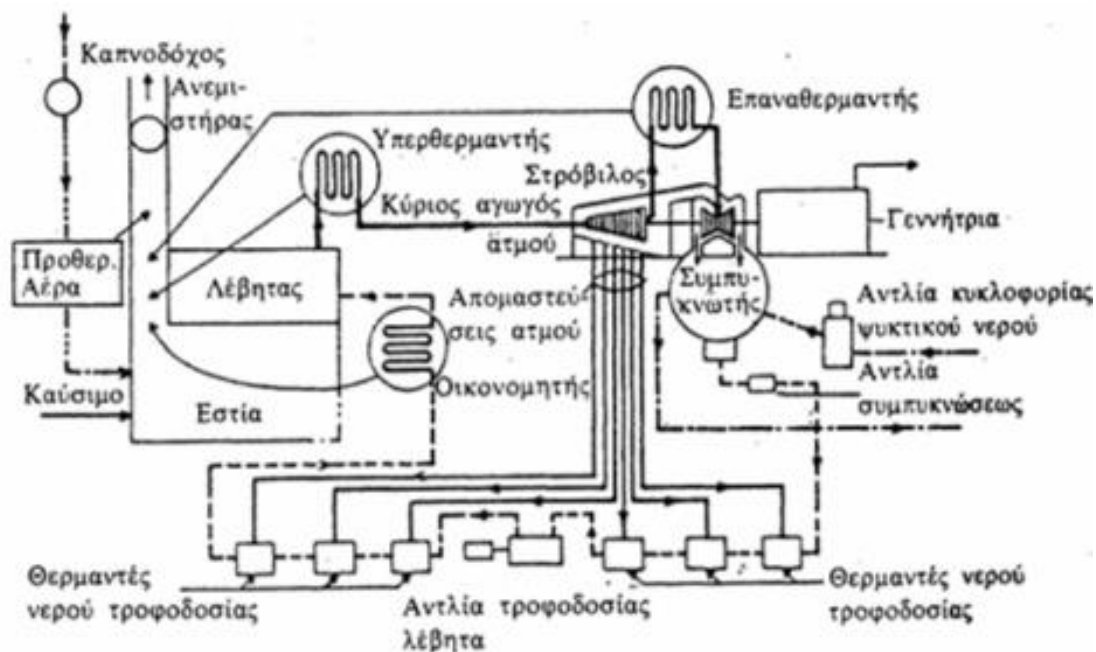 Καπνοδόχος
Ανεμι-
στήρας
Επαναθερμαντής
Υπερθερμαντής
Στρόβιλος
Κύριος αγωγός
ατμού
Γεννήτρια
Προθερ.
Αέρα
Λέβητας
Απομαστεύ-
σεις ατμού
Συμπυ-
κνωτής
Αντλία κυκλοφορίας
ψυκτικού νερού
Οικονομητής
Καύσιμο
Εστία
Αντλία
συμπυκνώσεως
Θερμαντές
νερού τροφοδοσίας
Αντλία τροφοδοσίας
λέβητα
Θερμαντές νερού
τροφοδοσίας